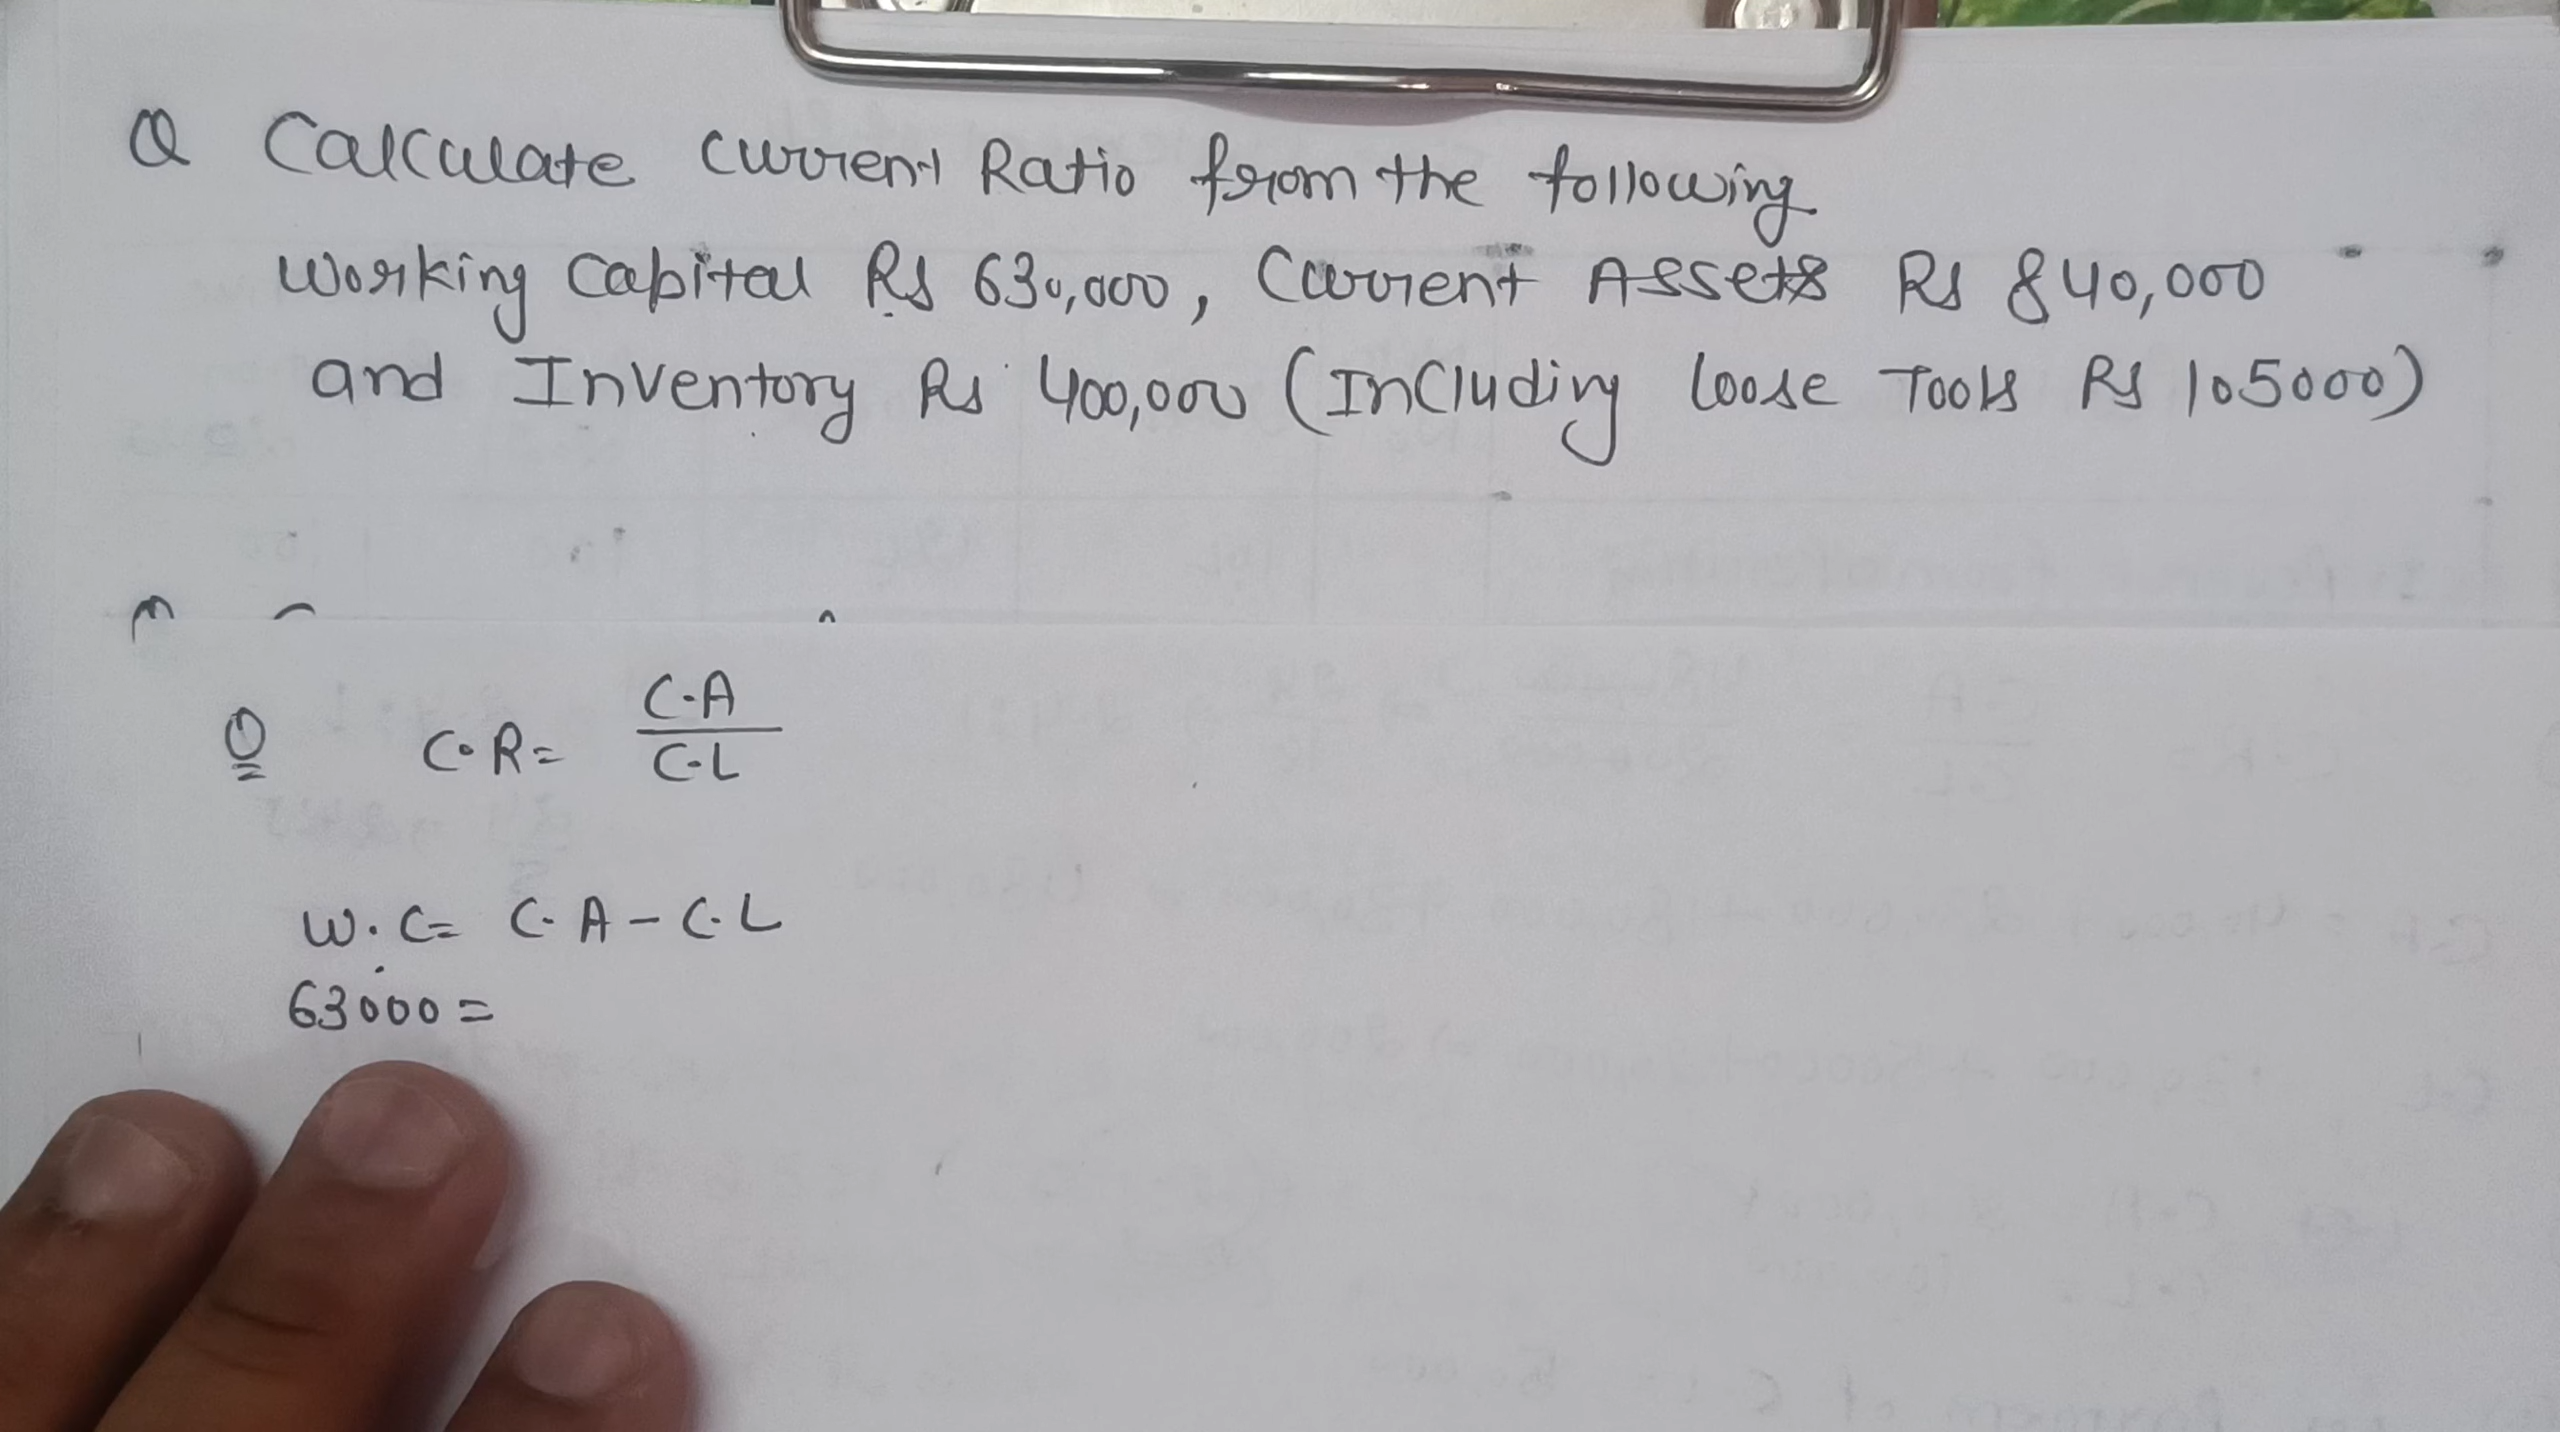 Q Calculate current Ratio from the following
Working Capital Rs 630,000, Current Assets Rs 840,000
and Inventory Rs 400,000 (Including loose Tools Rs 105000)
Q C.R = C.A
C.L
W.C = C.A - C.L
63000 =